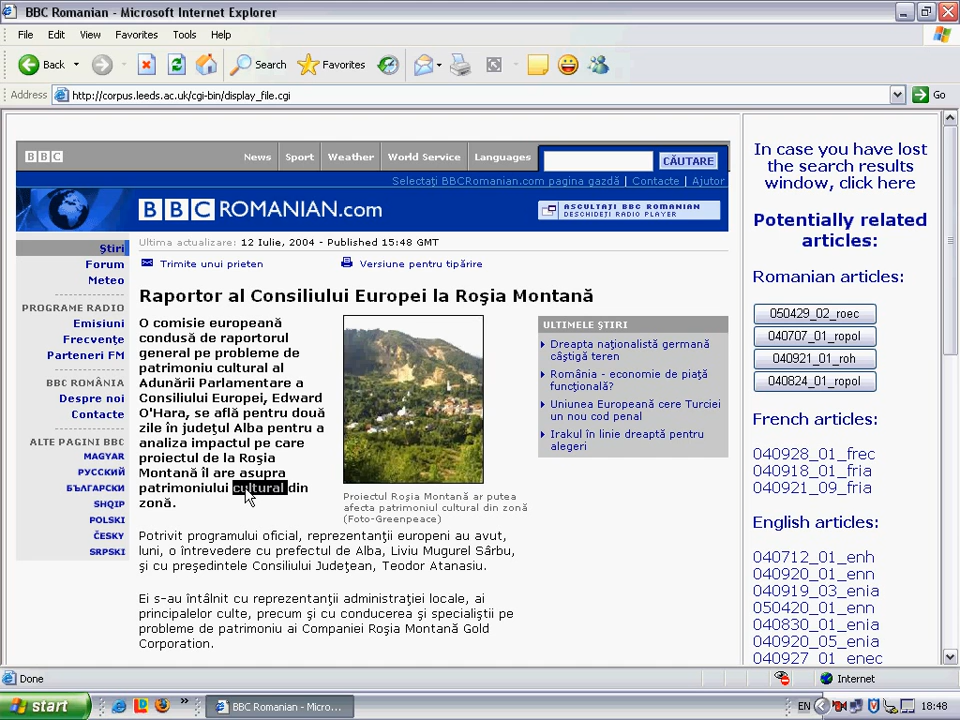 BBC Romanian - Microsoft Internet Explorer
File Edit View Favorites Tools Help
Back Search Favorites
Address http://corpus.leeds.ac.uk/cgi-bin/display_file.cgi Go
BBC News Sport Weather World Service Languages CĂUTARE
Selectaţi BBCRomanian.com pagina gazdă | Contacte | Ajutor
BBC ROMANIAN.com
ASCULTAŢI BBC ROMANIAN
DESCHIDEŢI RADIO PLAYER
Ştiri
Forum
Meteo
PROGRAME RADIO
Emisiuni
Frecvenţe
Parteneri FM
BBC ROMÂNIA
Despre noi
Contacte
ALTE PAGINI BBC
MAGYAR
РУССКИЙ
БЪЛГАРСКИ
SHQIP
POLSKI
ČESKY
SRPSKI
Ultima actualizare: 12 Iulie, 2004 - Published 15:48 GMT
Trimite unui prieten Versiune pentru tipărire
Raportor al Consiliului Europei la Roşia Montană
O comisie europeană
condusă de raportorul
general pe probleme de
patrimoniu cultural al
Adunării Parlamentare a
Consiliului Europei, Edward
O'Hara, se află pentru două
zile în judeţul Alba pentru a
analiza impactul pe care
proiectul de la Roşia
Montană îl are asupra
patrimoniului cultural din
zonă.
Proiectul Roşia Montană ar putea
afecta patrimoniul cultural din zonă
(Foto-Greenpeace)
Potrivit programului oficial, reprezentanţii europeni au avut,
luni, o întrevedere cu prefectul de Alba, Liviu Mugurel Sârbu,
şi cu preşedintele Consiliului Judeţean, Teodor Atanasiu.
Ei s-au întâlnit cu reprezentanţii administraţiei locale, ai
principalelor culte, precum şi cu conducerea şi specialiştii pe
probleme de patrimoniu ai Companiei Roşia Montană Gold
Corporation.
ULTIMELE ŞTIRI
Dreapta naţionalistă germană
câştigă teren
România - economie de piaţă
funcţională?
Uniunea Europeană cere Turciei
un nou cod penal
Irakul în linie dreaptă pentru
alegeri
In case you have lost
the search results
window, click here
Potentially related
articles:
Romanian articles:
050429_02_roec
040707_01_ropol
040921_01_roh
040824_01_ropol
French articles:
040928_01_frec
040918_01_fria
040921_09_fria
English articles:
040712_01_enh
040920_01_enn
040919_03_enia
050420_01_enn
040830_01_enia
040920_05_enia
040927_01_enec
Done Internet
start BBC Romanian - Micro... EN 18:48